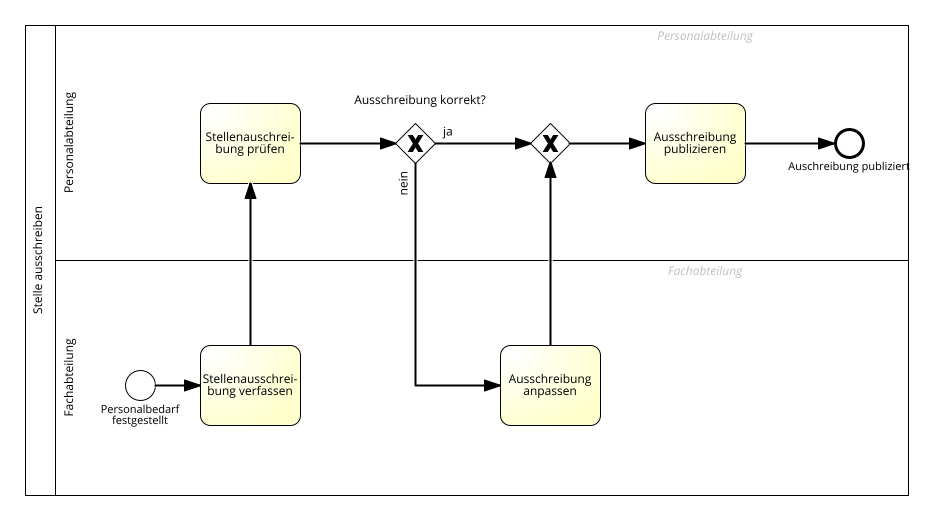 Stelle ausschreiben
Personalabteilung
Personalabteilung
Stellenauschrei-
bung prüfen
Ausschreibung korrekt?
ja
nein
Ausschreibung
publizieren
Auschreibung publiziert
Fachabteilung
Fachabteilung
Personalbedarf
festgestellt
Stellenausschrei-
bung verfassen
Ausschreibung
anpassen